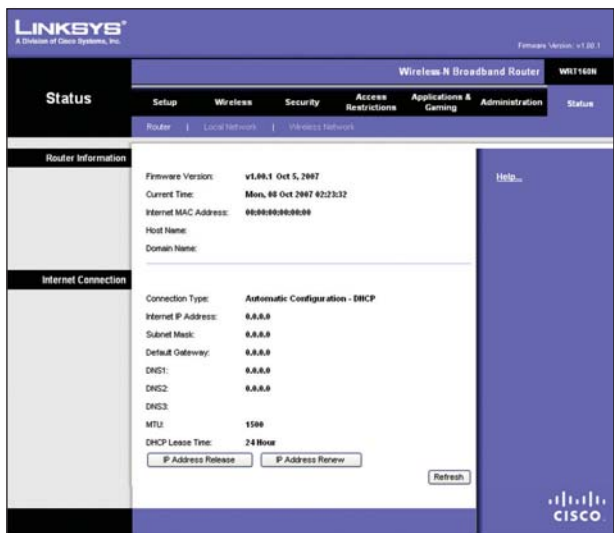 LINKSYS®
A Division of Cisco Systems, Inc.
Firmware Version: v1.00.1
Wireless-N Broadband Router WRT160N
Status
Setup Wireless Security Access Restrictions Applications & Gaming Administration Status
Router | Local Network | Wireless Network
Router Information
Firmware Version: v1.00.1 Oct 5, 2007
Current Time: Mon, 08 Oct 2007 02:23:32
Internet MAC Address: 00:00:00:00:00:00
Host Name:
Domain Name:
Help...
Internet Connection
Connection Type: Automatic Configuration - DHCP
Internet IP Address: 0.0.0.0
Subnet Mask: 0.0.0.0
Default Gateway: 0.0.0.0
DNS1: 0.0.0.0
DNS2: 0.0.0.0
DNS3:
MTU: 1500
DHCP Lease Time: 24 Hour
IP Address Release IP Address Renew
Refresh
CISCO.